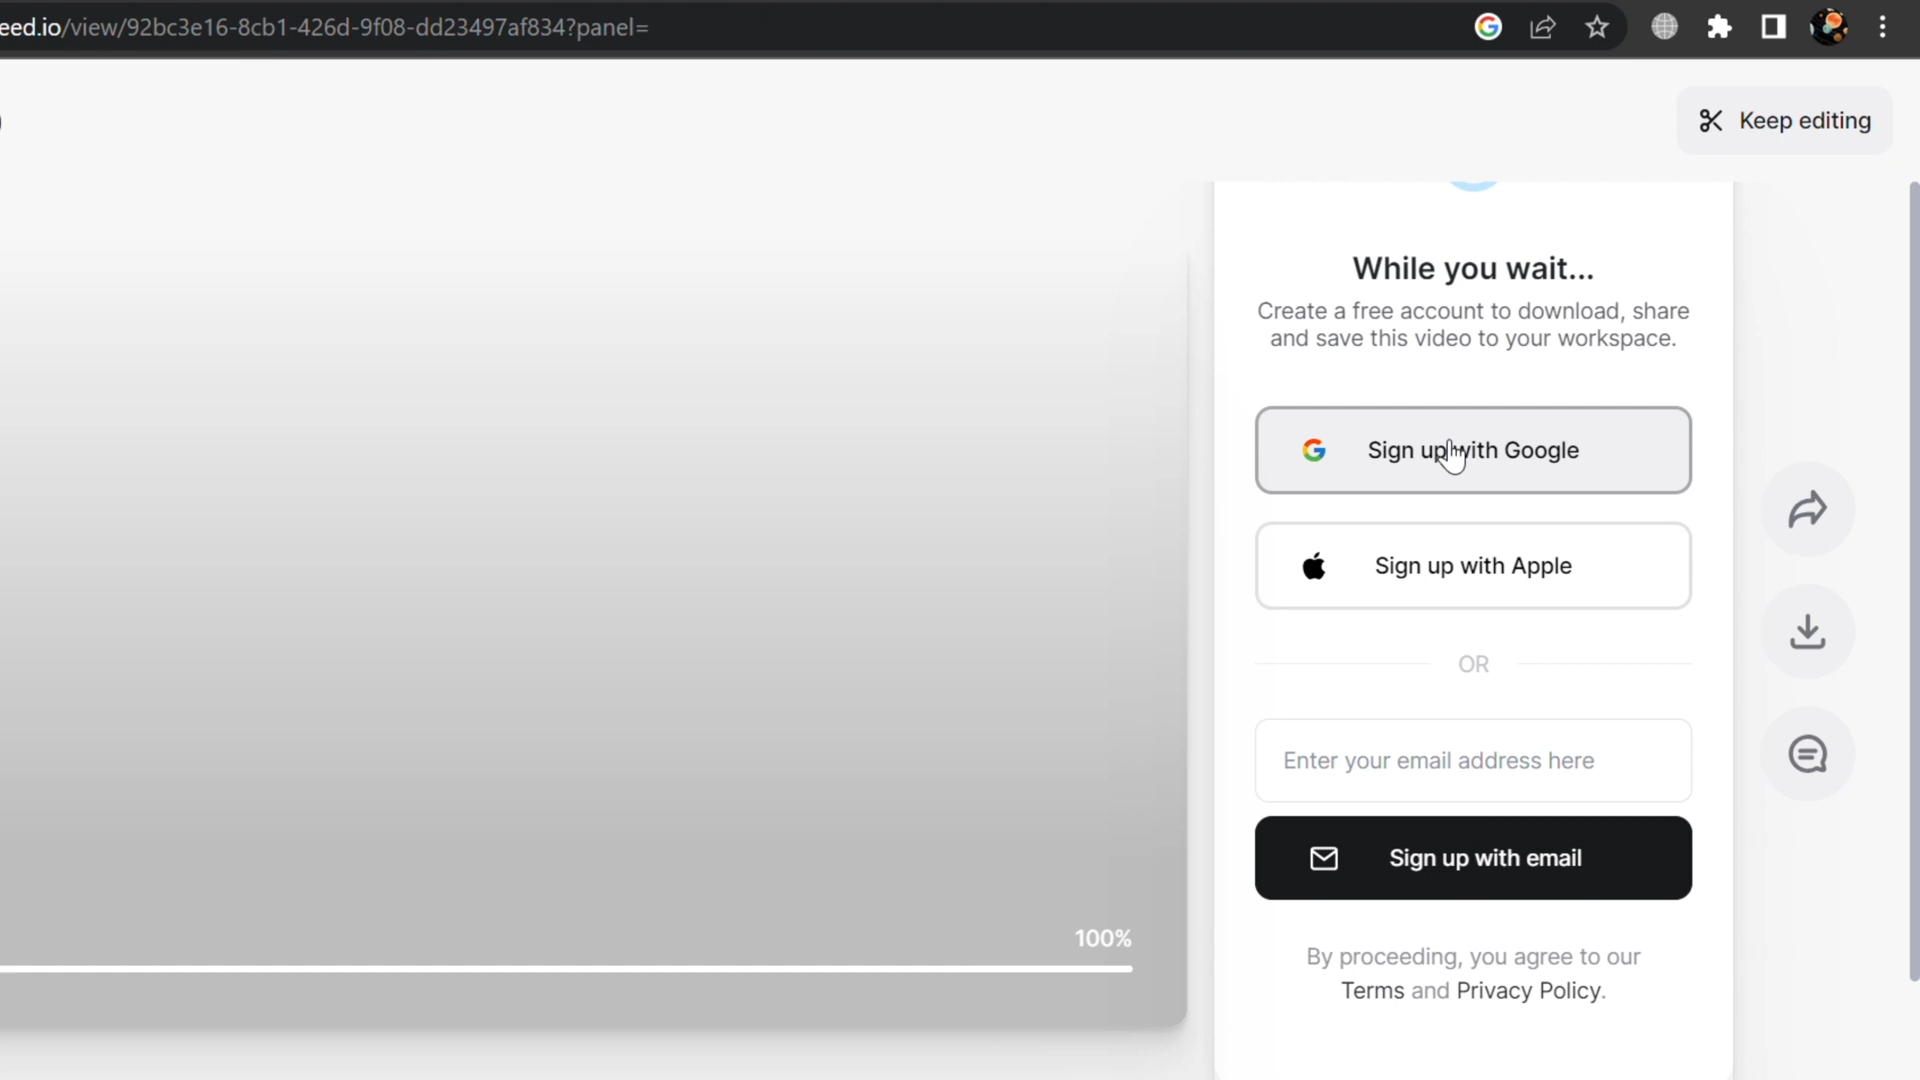 eed.io/view/92bc3e16-8cb1-426d-9f08-dd23497af834?panel=
Keep editing
While you wait...
Create a free account to download, share
and save this video to your workspace.
Sign up with Google
Sign up with Apple
OR
Enter your email address here
Sign up with email
100%
By proceeding, you agree to our
Terms and Privacy Policy.